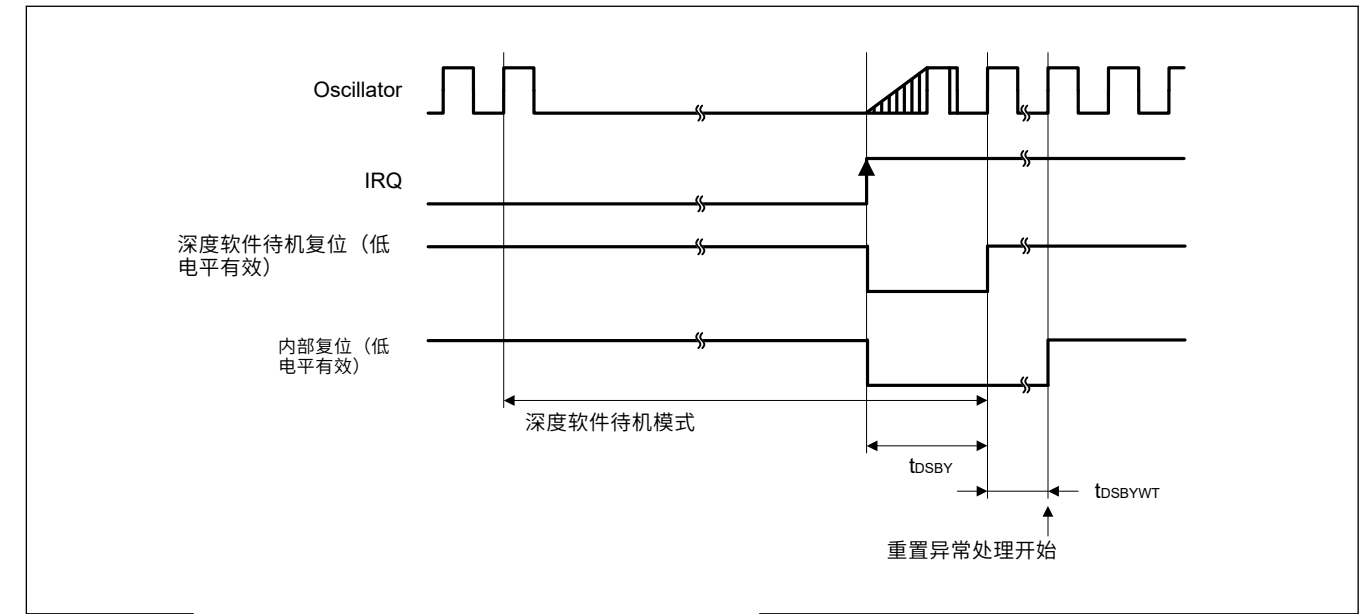 Oscillator
IRQ
深度软件待机复位（低
电平有效）
内部复位（低
电平有效）
深度软件待机模式
tDSBY
tDSBYWT
重置异常处理开始